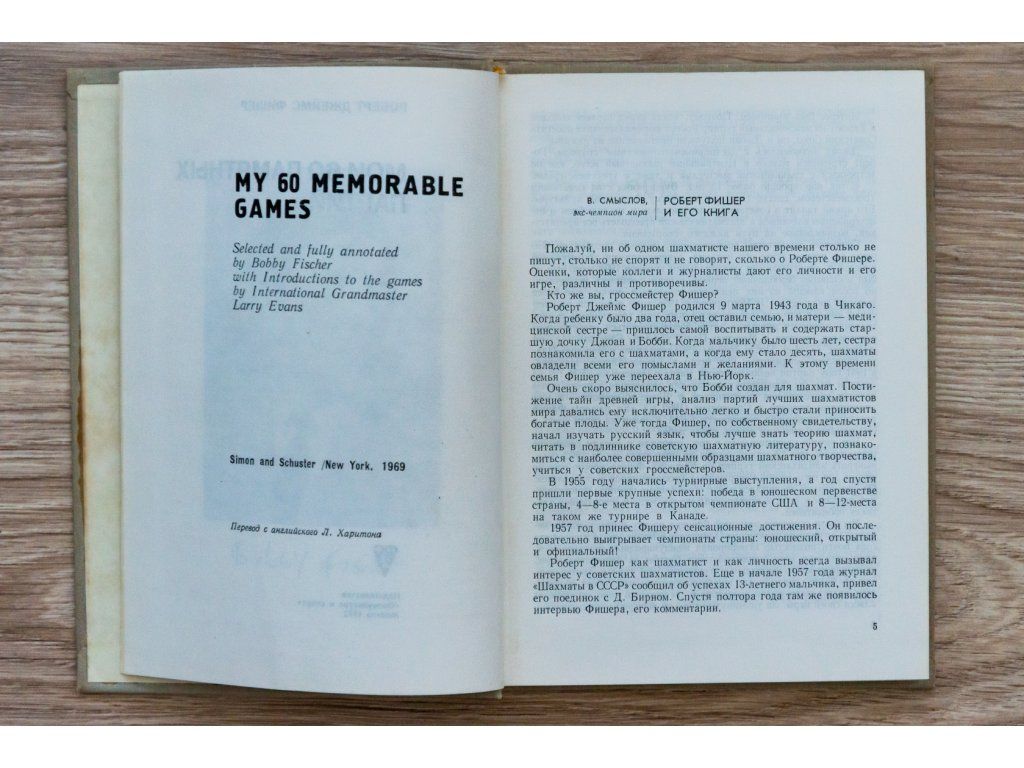 MY 60 MEMORABLE
GAMES
Selected and fully annotated
by Bobby Fischer
with Introductions to the games
by International Grandmaster
Larry Evans
Simon and Schuster /New York. 1969
Перевод с английского Л. Харитона
В. СМЫСЛОВ,
экс-чемпион мира
РОБЕРТ ФИШЕР
И ЕГО КНИГА
Пожалуй, ни об одном шахматисте нашего времени столько не
пишут, столько не спорят и не говорят, сколько о Роберте Фишере.
Оценки, которые коллеги и журналисты дают его личности и его
игре, различны и противоречивы.
Кто же вы, гроссмейстер Фишер?
Роберт Джеймс Фишер родился 9 марта 1943 года в Чикаго.
Когда ребенку было два года, отец оставил семью, и матери — меди-
цинской сестре — пришлось самой воспитывать и содержать стар-
шую дочку Джоан и Бобби. Когда мальчику было шесть лет, сестра
познакомила его с шахматами, а когда ему стало десять, шахматы
овладели всеми его помыслами и желаниями. К этому времени
семья Фишер уже переехала в Нью-Йорк.
Очень скоро выяснилось, что Бобби создан для шахмат. Пости-
жение тайн древней игры, анализ партий лучших шахматистов
мира давались ему исключительно легко и быстро стали приносить
богатые плоды. Уже тогда Фишер, по собственному свидетельству,
начал изучать русский язык, чтобы лучше знать теорию шахмат,
читать в подлиннике советскую шахматную литературу, познако-
миться с наиболее совершенными образцами шахматного творчества,
учиться у советских гроссмейстеров.
В 1955 году начались турнирные выступления, а год спустя
пришли первые крупные успехи: победа в юношеском первенстве
страны, 4—8-е места в открытом чемпионате США и 8—12-места
на таком же турнире в Канаде.
1957 год принес Фишеру сенсационные достижения. Он после-
довательно выигрывает чемпионаты страны: юношеский, открытый
и официальный!
Роберт Фишер как шахматист и как личность всегда вызывал
интерес у советских шахматистов. Еще в начале 1957 года журнал
«Шахматы в СССР» сообщил об успехах 13-летнего мальчика, привел
его поединок с Д. Бирном. Спустя полтора года там же появилось
интервью Фишера, его комментарии.
5